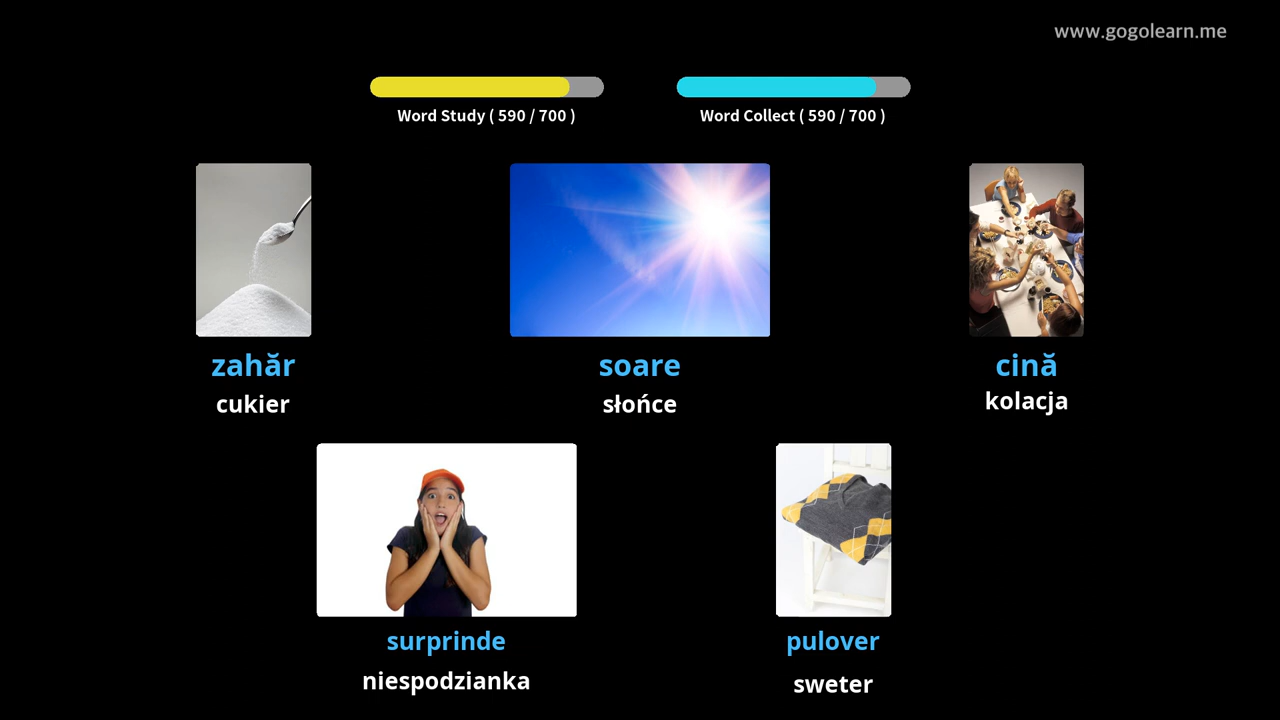 www.gogolearn.me
Word Study ( 590 / 700 )
Word Collect ( 590 / 700 )
zahăr
soare
cină
cukier
słońce
kolacja
surprinde
pulover
niespodzianka
sweter